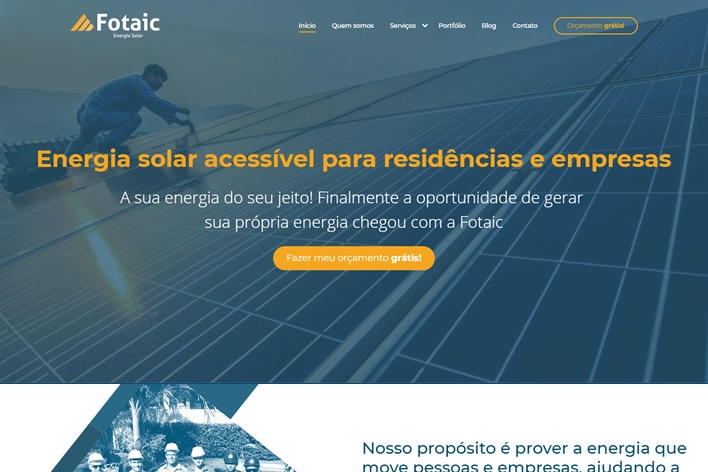 Fotaic
Energia Solar
Início Quem somos Serviços Portfólio Blog Contato Orçamento grátis!
Energia solar acessível para residências e empresas
A sua energia do seu jeito! Finalmente a oportunidade de gerar
sua própria energia chegou com a Fotaic
Fazer meu orçamento grátis!
Nosso propósito é prover a energia que
move pessoas e empresas, ajudando a